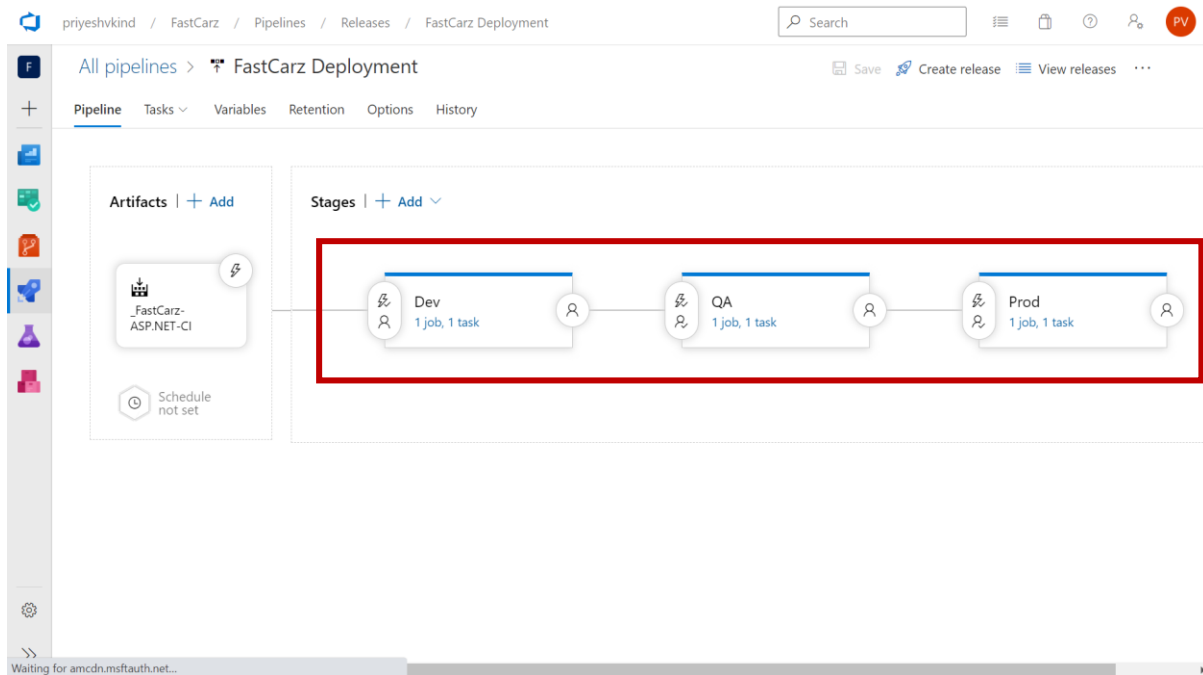 priyeshvkind / FastCarz / Pipelines / Releases / FastCarz Deployment
Search
PV
F
All pipelines > FastCarz Deployment
Save
Create release
View releases
Pipeline
Tasks
Variables
Retention
Options
History
Artifacts | + Add
Stages | + Add
_FastCarz-
ASP.NET-CI
Schedule
not set
Dev
1 job, 1 task
QA
1 job, 1 task
Prod
1 job, 1 task
Waiting for amcdn.msftauth.net...